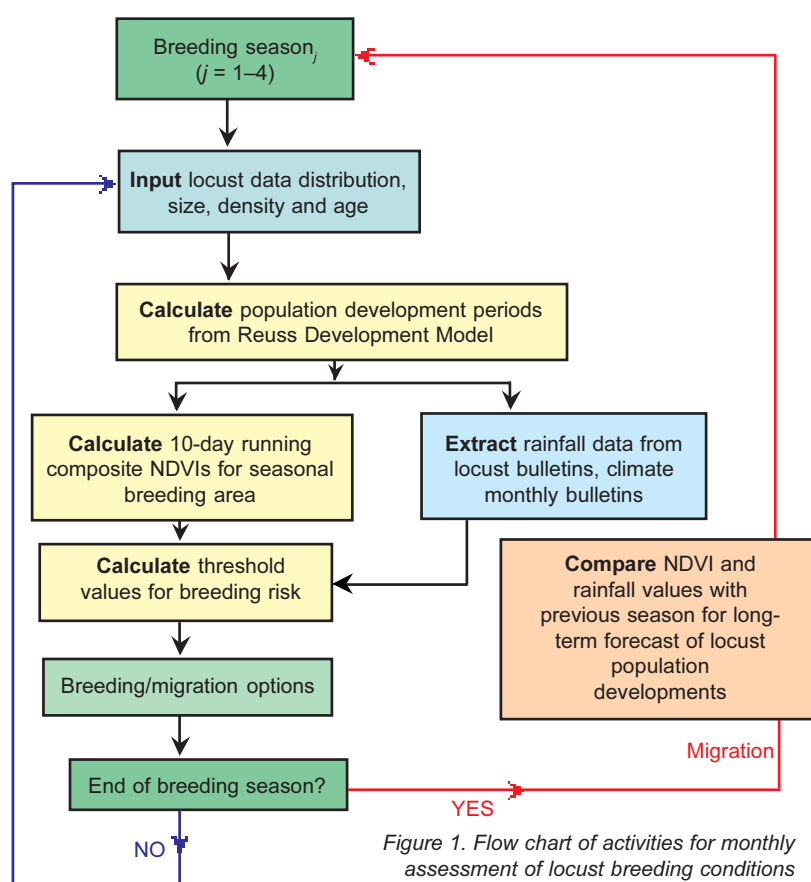 Breeding season j
(j = 1–4)
Input locust data distribution,
size, density and age
Calculate population development periods
from Reuss Development Model
Calculate 10-day running
composite NDVIs for seasonal
breeding area
Extract rainfall data from
locust bulletins, climate
monthly bulletins
Calculate threshold
values for breeding risk
Compare NDVI and
rainfall values with
previous season for long-
term forecast of locust
population
developments
Breeding/migration options
Migration
End of breeding season?
YES
NO
Figure 1. Flow chart of activities for monthly
assessment of locust breeding conditions